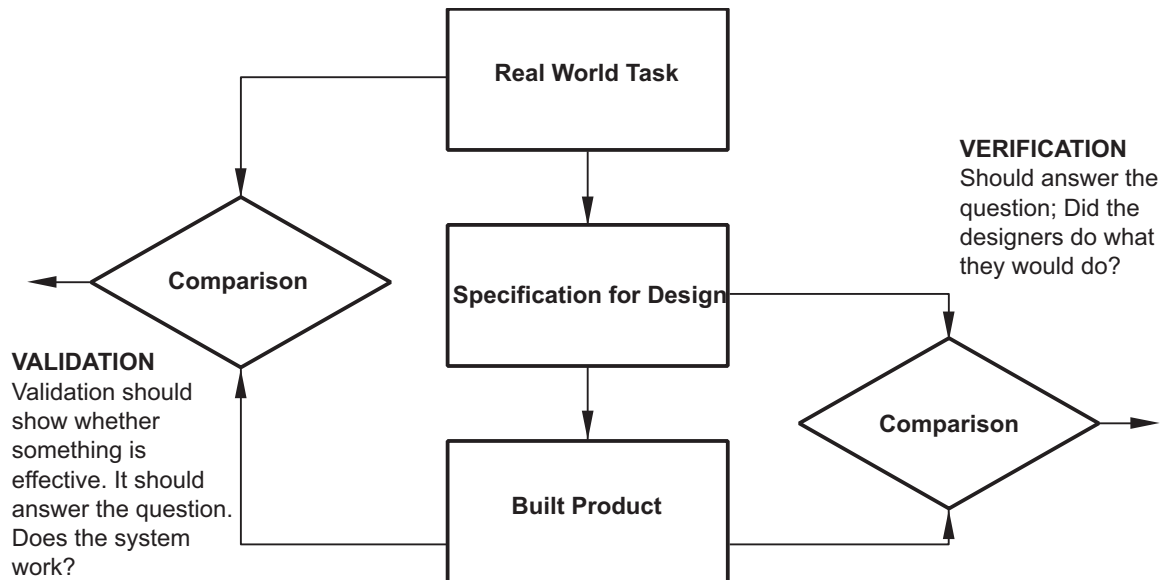 Real World Task
VERIFICATION
Should answer the
question; Did the
designers do what
they would do?
Comparison
Specification for Design
VALIDATION
Validation should
show whether
something is
effective. It should
answer the question.
Does the system
work?
Comparison
Built Product